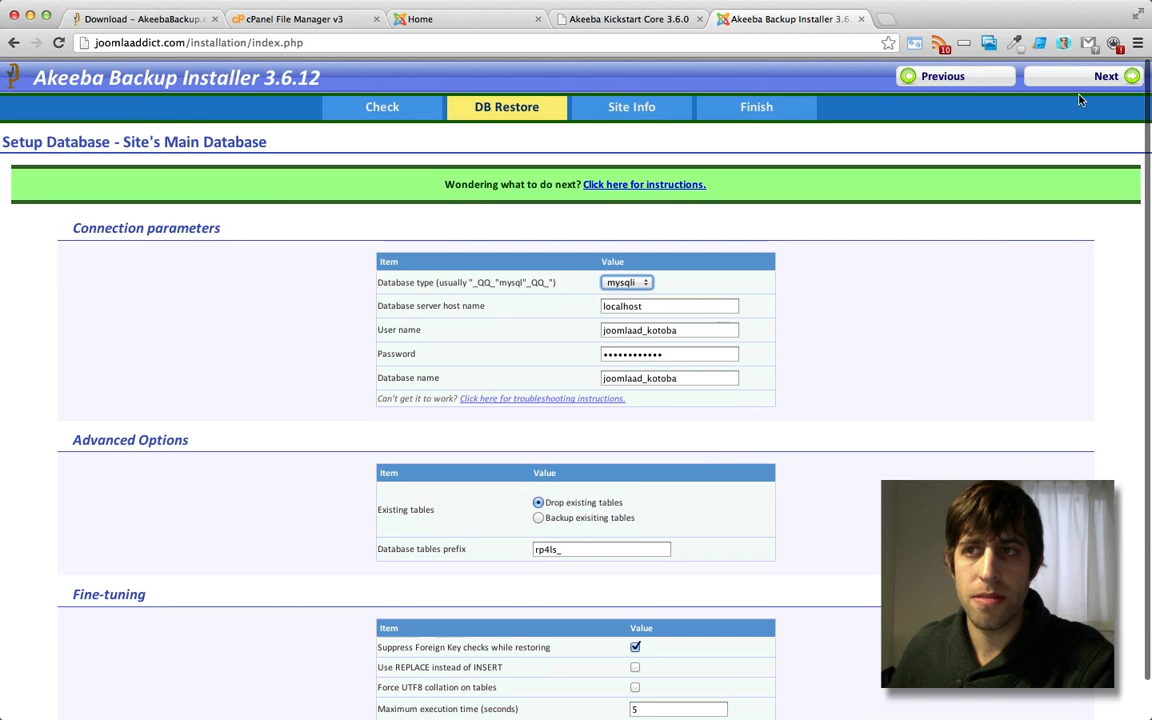 Download – AkeebaBackup.c
cPanel File Manager v3
Home
Akeeba Kickstart Core 3.6.0
Akeeba Backup Installer 3.6.
joomlaaddict.com/installation/index.php
10
Akeeba Backup Installer 3.6.12
Previous
Next
Check
DB Restore
Site Info
Finish
Setup Database - Site's Main Database
Wondering what to do next? Click here for instructions.
Connection parameters
Item Value
Database type (usually "_QQ_"mysql"_QQ_") mysqli
Database server host name localhost
User name joomlaad_kotoba
Password ••••••••••••
Database name joomlaad_kotoba
Can't get it to work? Click here for troubleshooting instructions.
Advanced Options
Item Value
Existing tables
Drop existing tables
Backup exisiting tables
Database tables prefix rp4ls_
Fine-tuning
Item Value
Suppress Foreign Key checks while restoring
Use REPLACE instead of INSERT
Force UTF8 collation on tables
Maximum execution time (seconds) 5